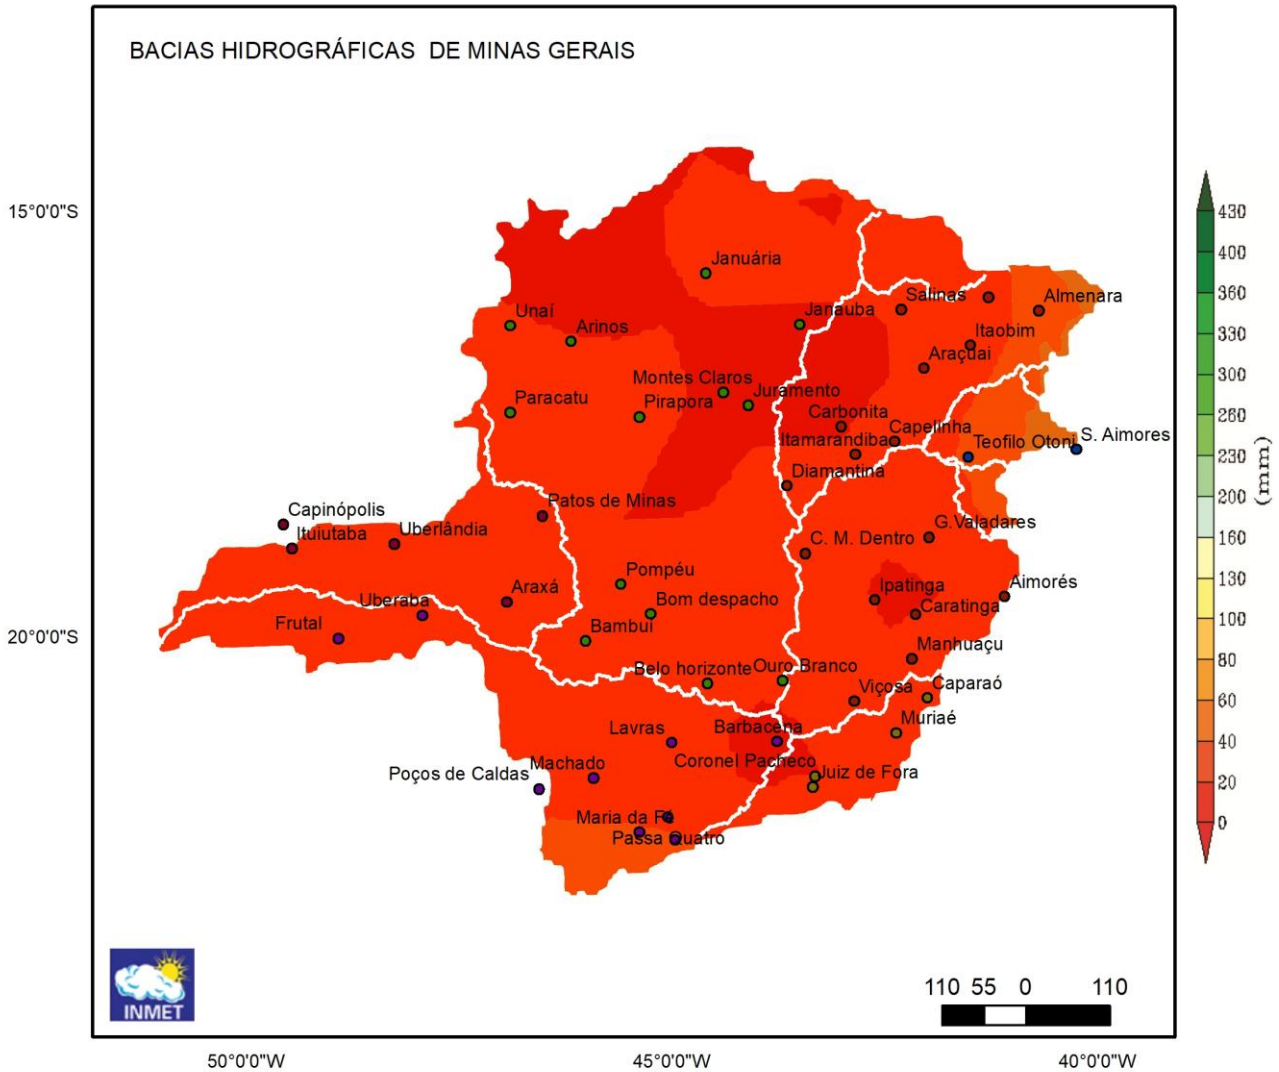 BACIAS HIDROGRÁFICAS DE MINAS GERAIS
15°0'0"S
20°0'0"S
Januária
Unaí
Arinos
Janauba
Salinas
Almenara
Itaobim
Araçuai
Montes Claros
Juramento
Paracatu
Pirapora
Carbonita
Capelinha
Itamarandiba
Teofilo Otoni
S. Aimores
Diamantina
Patos de Minas
Capinópolis
Uberlândia
Ituiutaba
G.Valadares
C. M. Dentro
Pompéu
Araxá
Ipatinga
Aimorés
Uberaba
Bom despacho
Caratinga
Frutal
Bambuí
Manhuaçu
Belo horizonte
Ouro Branco
Viçosa
Caparaó
Muriaé
Lavras
Barbacena
Coronel Pacheco
Machado
Poços de Caldas
Juiz de Fora
Maria da Fé
Passa Quatro
430
400
360
330
300
260
230
200
160
130
100
80
60
40
20
0
(mm)
INMET
110 55 0 110
50°0'0"W
45°0'0"W
40°0'0"W